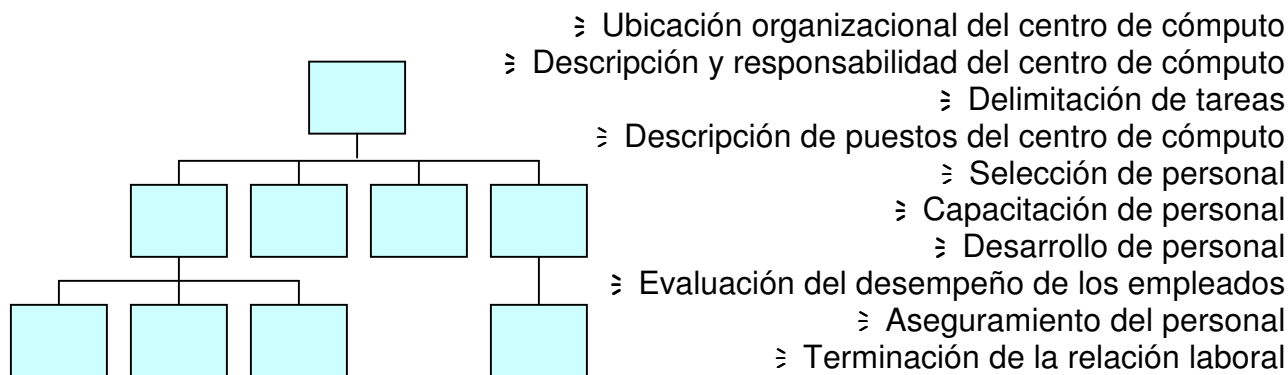 Ubicación organizacional del centro de cómputo
Descripción y responsabilidad del centro de cómputo
Delimitación de tareas
Descripción de puestos del centro de cómputo
Selección de personal
Capacitación de personal
Desarrollo de personal
Evaluación del desempeño de los empleados
Aseguramiento del personal
Terminación de la relación laboral